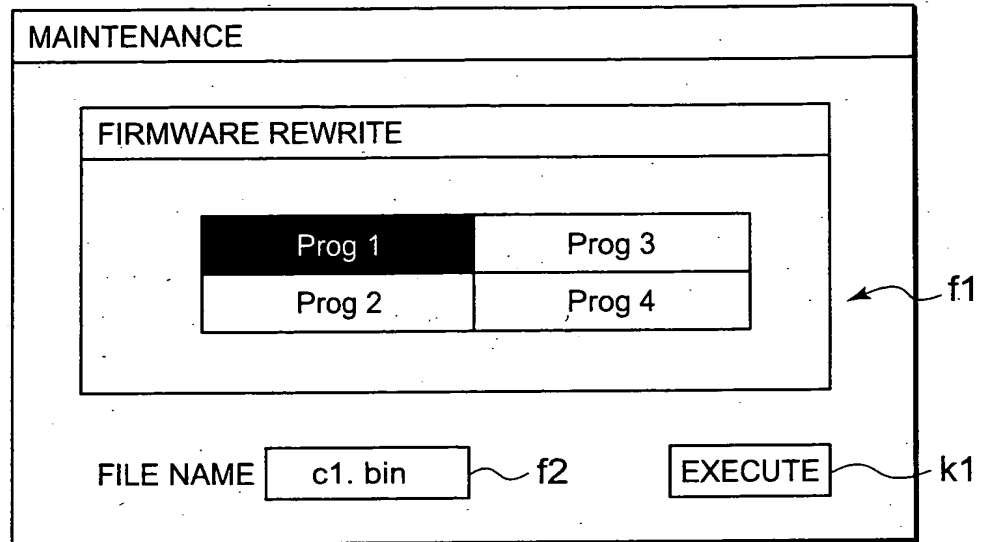 MAINTENANCE
FIRMWARE REWRITE
Prog 1 Prog 3
Prog 2 Prog 4
f1
FILE NAME c1. bin f2 EXECUTE k1